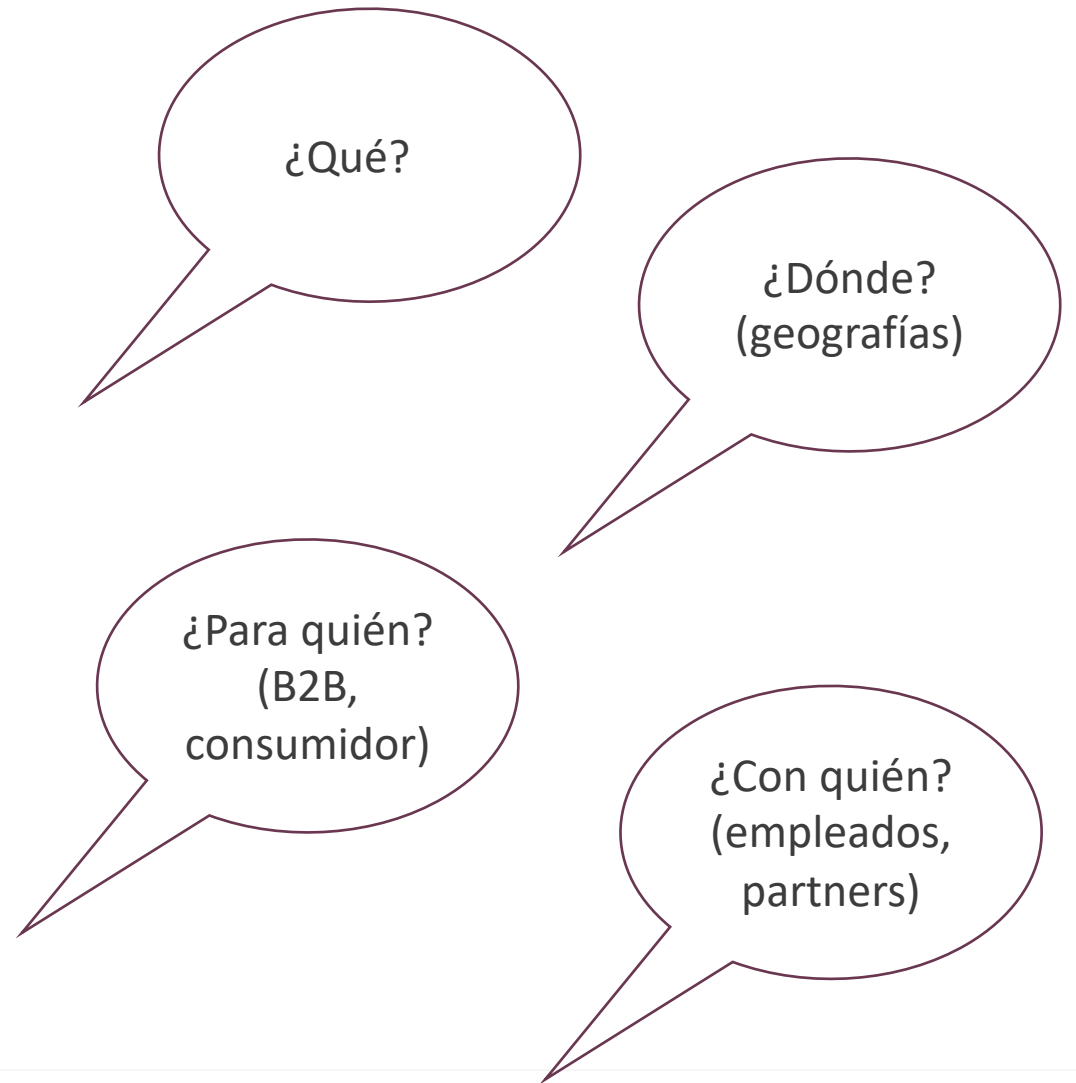 ¿Qué?
¿Dónde?
(geografías)
¿Para quién?
(B2B,
consumidor)
¿Con quién?
(empleados,
partners)